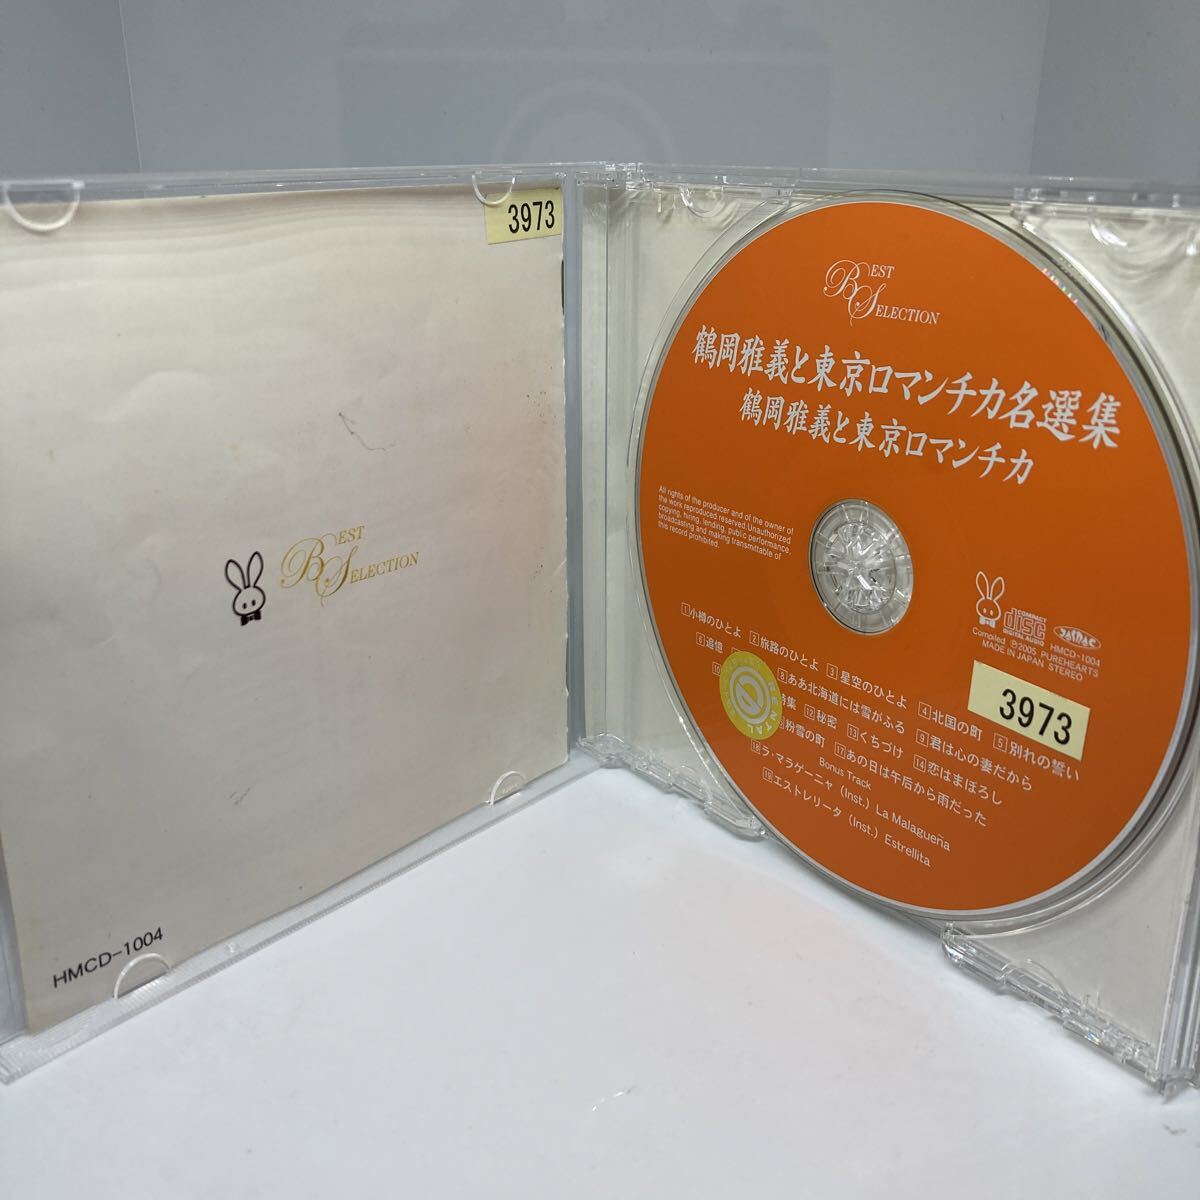 3973
BEST
SELECTION
HMCD-1004
BEST
SELECTION
鶴岡雅義と東京ロマンチカ名選集
鶴岡雅義と東京ロマンチカ
All rights of the producer and of the owner of
the work reproduced reserved.Unauthorized
copying, hiring, lending, public performance,
broadcasting and making transmittable of
this record prohibited.
COMPACT
disc
DIGITAL AUDIO
HMCD-1004
Compiled ℗2005 PUREHEARTS
MADE IN JAPAN STEREO
3973
1 小樽のひとよ 2 旅路のひとよ 3 星空のひとよ 4 北国の町 5 別れの誓い
6 追憶 8 ああ北海道には雪がふる 9 君は心の妻だから
10 集 12 秘密 13 くちづけ 14 恋はまぼろし
粉雪の町 17 あの日は午後から雨だった
Bonus Track
18 ラ・マラゲーニャ (Inst.) La Malagueña
19 エストレリータ (Inst.) Estrellita
RENTAL